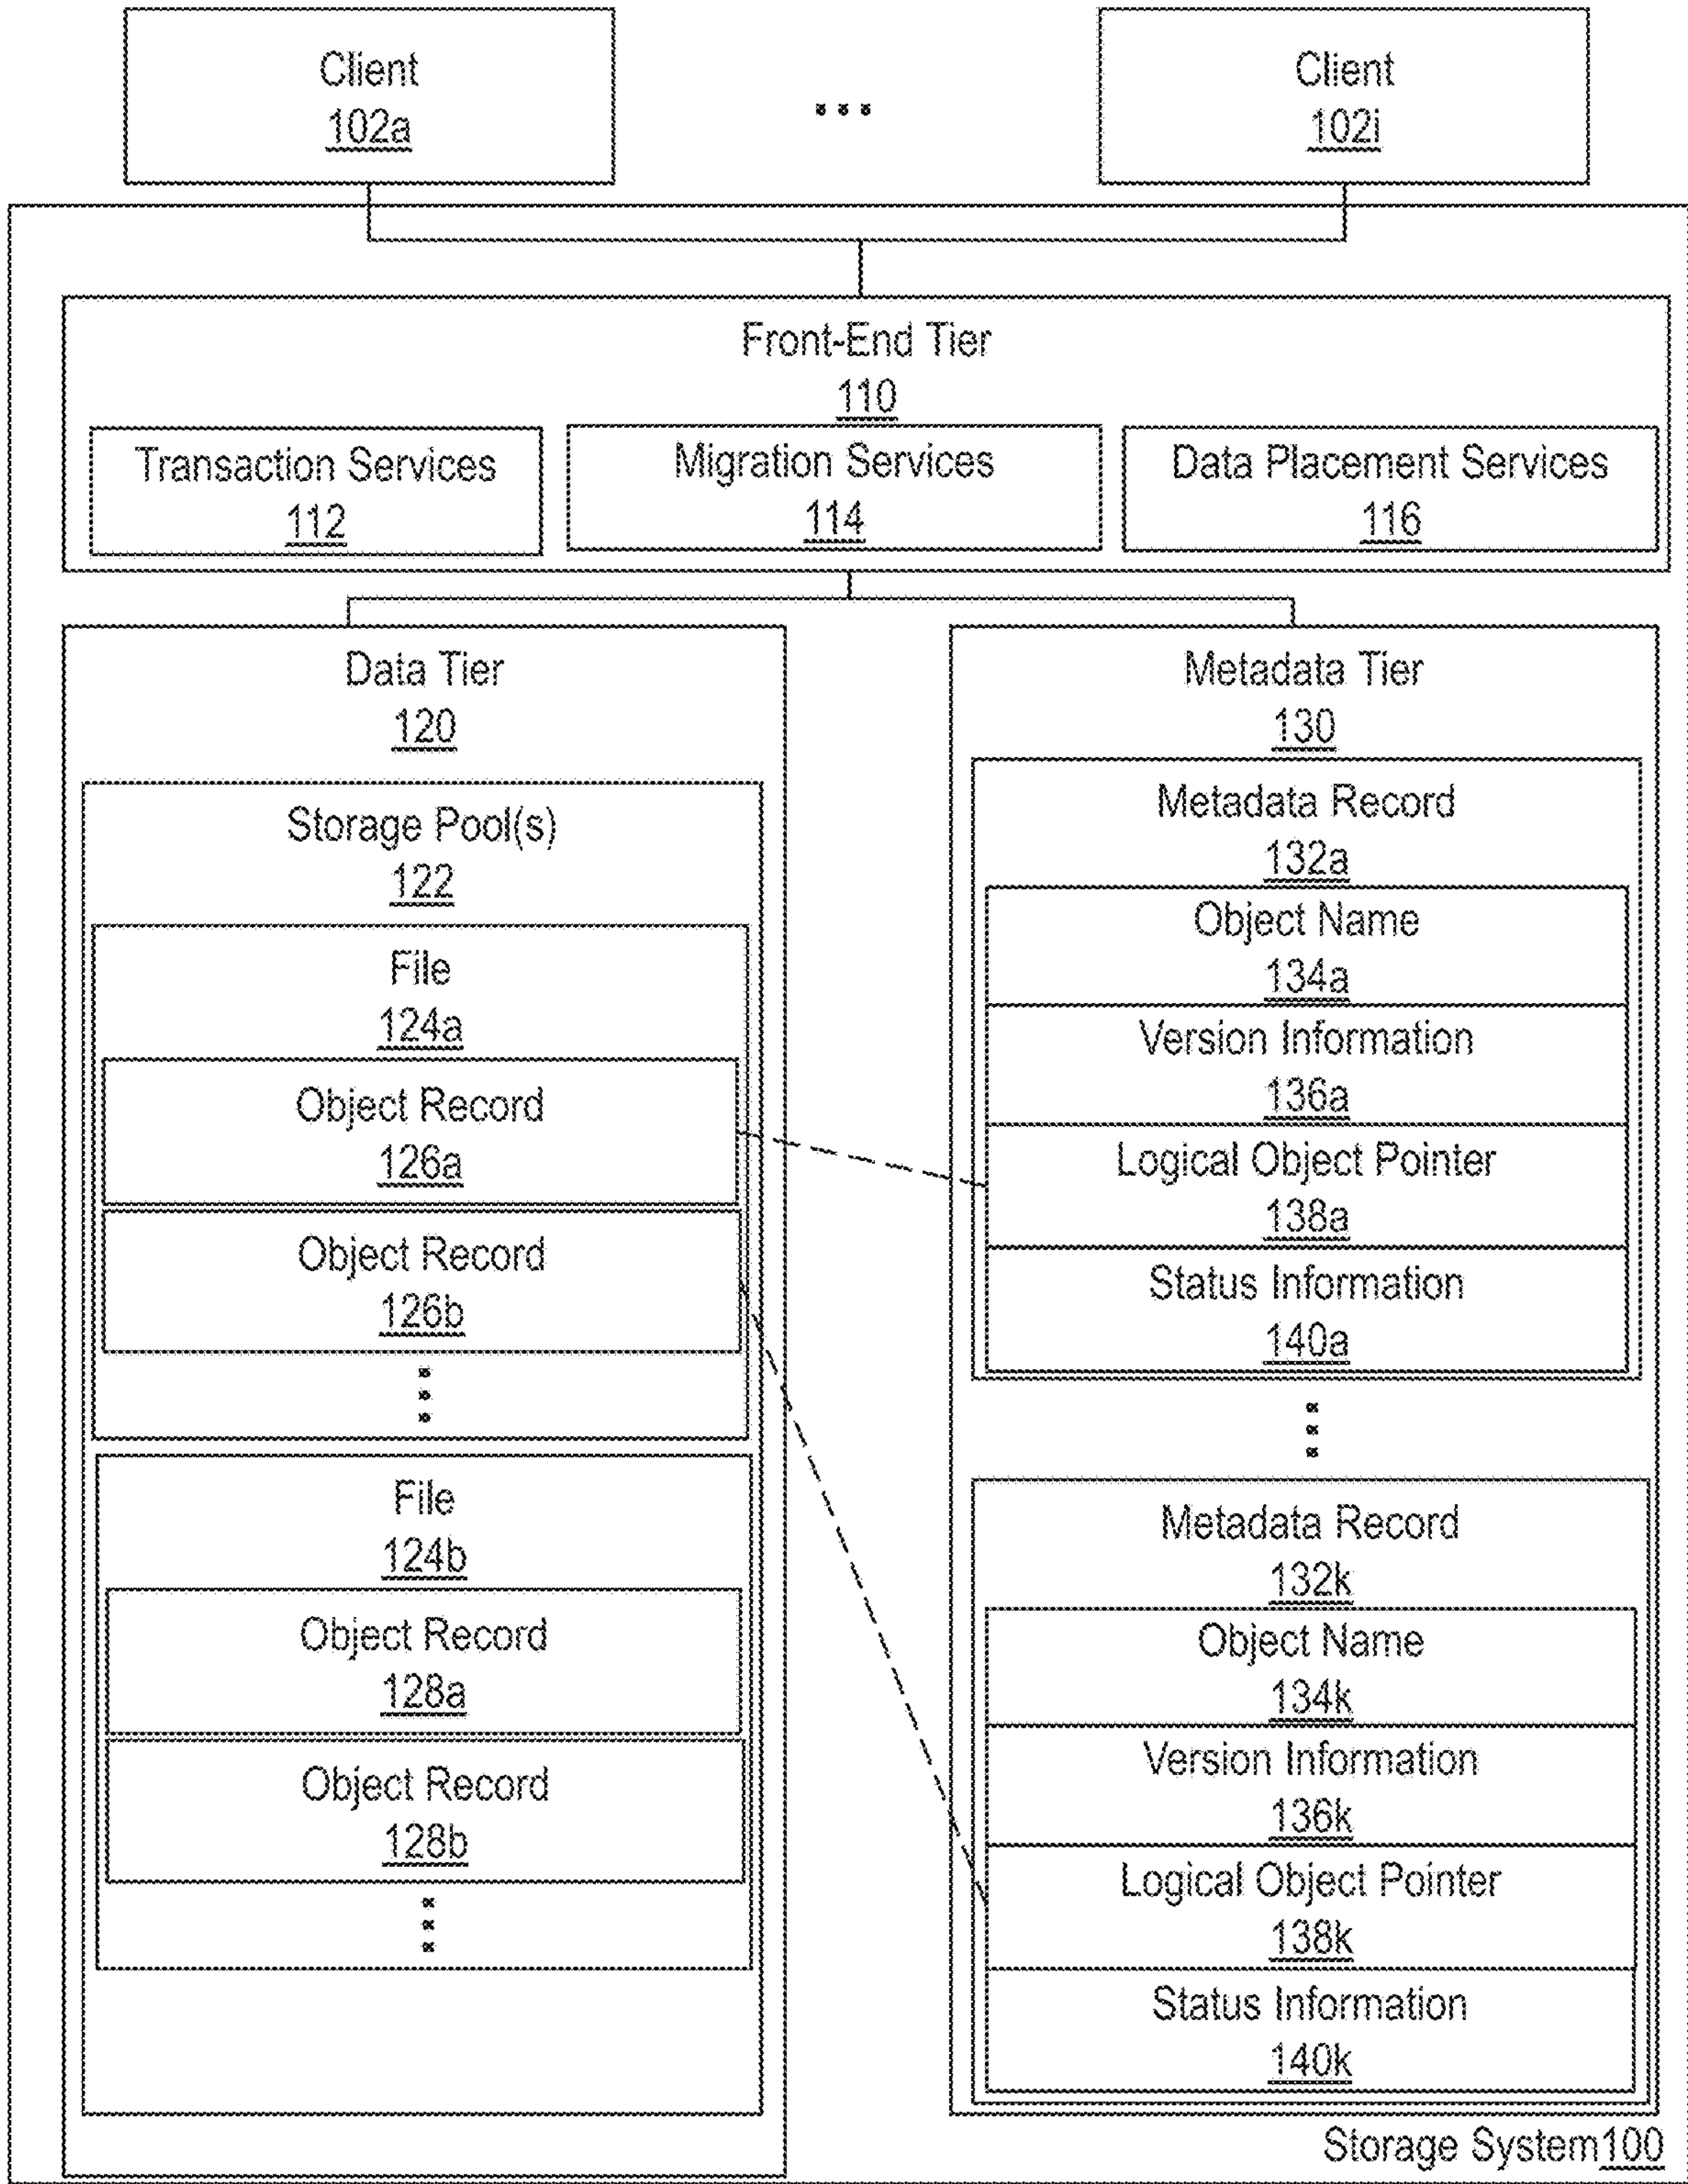 Client
102a
...
Client
102i
Front-End Tier
110
Transaction Services
112
Migration Services
114
Data Placement Services
116
Data Tier
120
Storage Pool(s)
122
File
124a
Object Record
126a
Object Record
126b
File
124b
Object Record
128a
Object Record
128b
Metadata Tier
130
Metadata Record
132a
Object Name
134a
Version Information
136a
Logical Object Pointer
138a
Status Information
140a
Metadata Record
132k
Object Name
134k
Version Information
136k
Logical Object Pointer
138k
Status Information
140k
Storage System100